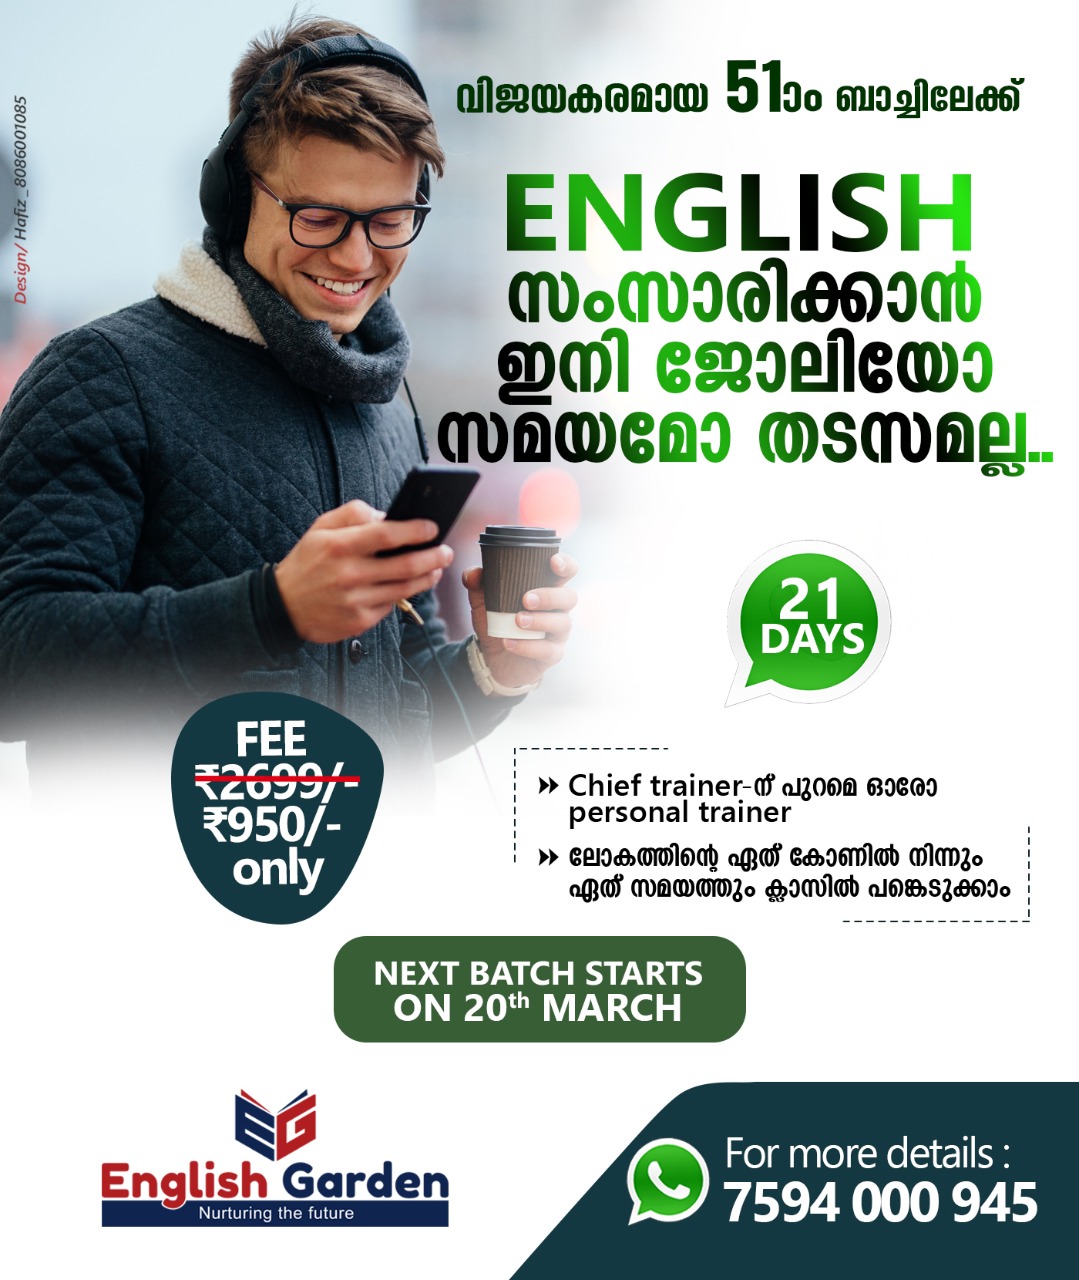 Design/ Hafiz _8086001085
വിജയകരമായ 51ാം ബാച്ചിലേക്ക്
ENGLISH
സംസാരിക്കാൻ
ഇനി ജോലിയോ
സമയമോ തടസമല്ല..
21
DAYS
FEE
₹2699/-
₹950/-
only
Chief trainer-ന് പുറമെ ഓരോ
personal trainer
ലോകത്തിന്റെ ഏത് കോണിൽ നിന്നും
ഏത് സമയത്തും ക്ലാസിൽ പങ്കെടുക്കാം
NEXT BATCH STARTS
ON 20th MARCH
EG
English Garden
Nurturing the future
For more details :
7594 000 945